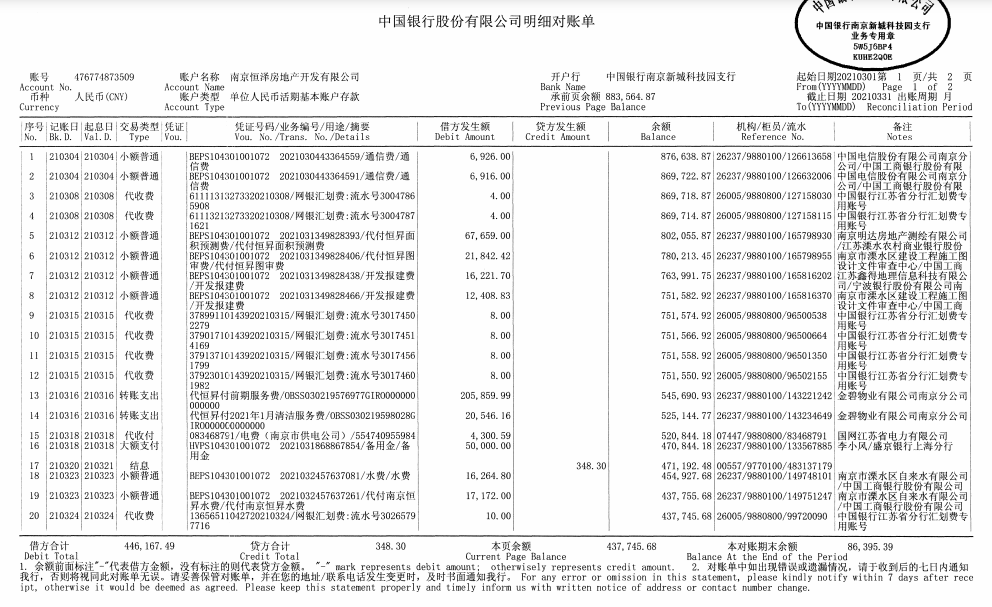 中国银行股份有限公司明细对账单
中国银行南京新城科技园支行
业务专用章
5W5J6BP4
KUHE2Q0E
账号 476774873509 账户名称 南京恒泽房地产开发有限公司 开户行 中国银行南京新城科技园支行 起始日期20210301第 1 页/共 2 页
Account No. Account Name Bank From(YYYYMMDD) Page 1 of 2
币种 人民币(CNY) 账户类型 单位人民币活期基本账户存款 承前页余额 883,564.87 截止日期 20210331 出账周期 月
Currency Account Type Previous Page Balance To(YYYYMMDD) Reconciliation Period
序号 记账日 起息日 交易类型 凭证 凭证号码/业务编号/用途/摘要 借方发生额 贷方发生额 余额 机构/柜员/流水 备注
No. Bk. D. Val. D. Type Vou. Vou. No./Trans. No./Details Debit Amount Credit Amount Balance Reference No. Notes
1 210304 210304 小额普通 BEPS104301001072 2021030443364559/通信费/通 6,926.00 876,638.87 26237/9880100/126613658 中国电信股份有限公司南京分
信费 公司/中国工商银行股份有限
2 210304 210304 小额普通 BEPS104301001072 2021030443364591/通信费/通 6,916.00 869,722.87 26237/9880100/126632006 中国电信股份有限公司南京分
信费 公司/中国工商银行股份有限
3 210308 210308 代收费 61111313273320210308/网银汇划费:流水号3004786 4.00 869,718.87 26005/9880800/127158030 中国银行江苏省分行汇划费专
5908 用账号
4 210308 210308 代收费 61113213273320210308/网银汇划费:流水号3004787 4.00 869,714.87 26005/9880800/127158115 中国银行江苏省分行汇划费专
1621 用账号
5 210312 210312 小额普通 BEPS104301001072 2021031349828393/代付恒昇面 67,659.00 802,055.87 26237/9880100/165798930 南京明达房地产测绘有限公司
积预测费/代付恒昇面积预测费 /江苏溧水农村商业银行股份
6 210312 210312 小额普通 BEPS104301001072 2021031349828406/代付恒昇图 21,842.42 780,213.45 26237/9880100/165798955 南京市溧水区建设工程施工图
审费/代付恒昇图审费 设计文件审查中心/中国工商
7 210312 210312 小额普通 BEPS104301001072 2021031349828438/开发报建费 16,221.70 763,991.75 26237/9880100/165816202 江苏鑫得地理信息科技有限公
/开发报建费 司/宁波银行股份有限公司南
8 210312 210312 小额普通 BEPS104301001072 2021031349828466/开发报建费 12,408.83 751,582.92 26237/9880100/165816370 南京市溧水区建设工程施工图
/开发报建费 设计文件审查中心/中国工商
9 210315 210315 代收费 37899110143920210315/网银汇划费:流水号3017450 8.00 751,574.92 26005/9880800/96500538 中国银行江苏省分行汇划费专
2279 用账号
10 210315 210315 代收费 37901710143920210315/网银汇划费:流水号3017451 8.00 751,566.92 26005/9880800/96500664 中国银行江苏省分行汇划费专
4169 用账号
11 210315 210315 代收费 37913710143920210315/网银汇划费:流水号3017456 8.00 751,558.92 26005/9880800/96501350 中国银行江苏省分行汇划费专
1799 用账号
12 210315 210315 代收费 37923010143920210315/网银汇划费:流水号3017460 8.00 751,550.92 26005/9880800/96502155 中国银行江苏省分行汇划费专
1982 用账号
13 210316 210316 转账支出 代恒昇付前期服务费/OBSS030219576977GIR0000000 205,859.99 545,690.93 26237/9880100/143221242 金碧物业有限公司南京分公司
000000
14 210316 210316 转账支出 代恒昇付2021年1月清洁服务费/OBSS030219598028G 20,546.16 525,144.77 26237/9880100/143234649 金碧物业有限公司南京分公司
IR0000000000000
15 210318 210318 代收付 083468791/电费（南京市供电公司）/554740955984 4,300.59 520,844.18 07447/9880800/83468791 国网江苏省电力有限公司
16 210318 210318 大额支付 HVPS104301001072 2021031868867854/备用金/备 50,000.00 470,844.18 26237/9880100/133567885 李小风/盛京银行上海分行
用金
17 210320 210321 结息 348.30 471,192.48 00557/9770100/483137179
18 210323 210323 小额普通 BEPS104301001072 2021032457637081/水费/水费 16,264.80 454,927.68 26237/9880100/149748101 南京市溧水区自来水有限公司
/中国工商银行股份有限公司
19 210323 210323 小额普通 BEPS104301001072 2021032457637261/代付南京恒 17,172.00 437,755.68 26237/9880100/149751247 南京市溧水区自来水有限公司
昇水费/代付南京恒昇水费 /中国工商银行股份有限公司
20 210324 210324 代收费 13656511042720210324/网银汇划费:流水号3026579 10.00 437,745.68 26005/9880800/99720090 中国银行江苏省分行汇划费专
7716 用账号
借方合计 446,167.49 贷方合计 348.30 本页余额 437,745.68 本对账期末余额 86,395.39
Debit Total Credit Total Current Page Balance Balance At the End of the Period
1. 余额前面标注"-"代表借方金额，没有标注的则代表贷方金额。 "-" mark represents debit amount; otherwise represents credit amount. 2. 对账单中如出现错误或遗漏情况，请于收到后的七日内通知
我行，否则将视同此对账单无误。请妥善保管对账单，并在您的地址/联系电话发生变更时，及时书面通知我行。 For any error or omission in this statement, please kindly notify within 7 days after rece
ipt, otherwise it would be deemed as agreed. Please keep this statement properly and timely inform us with written notice of address or contact number change.